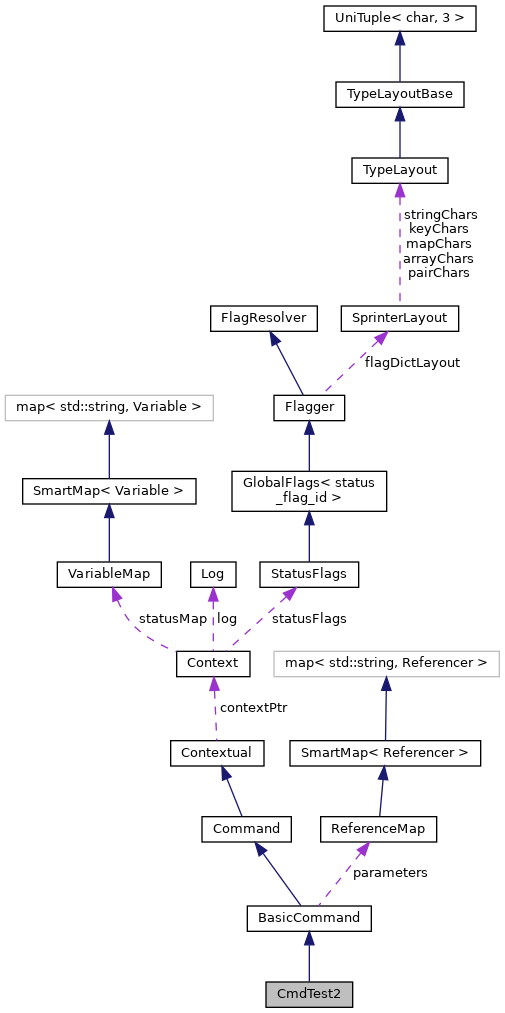 UniTuple< char, 3 >
TypeLayoutBase
TypeLayout
stringChars
keyChars
mapChars
arrayChars
pairChars
FlagResolver
SprinterLayout
flagDictLayout
map< std::string, Variable >
Flagger
SmartMap< Variable >
GlobalFlags< status
_flag_id >
VariableMap
Log
StatusFlags
statusMap
log
statusFlags
Context
map< std::string, Referencer >
contextPtr
Contextual
SmartMap< Referencer >
Command
ReferenceMap
parameters
BasicCommand
CmdTest2